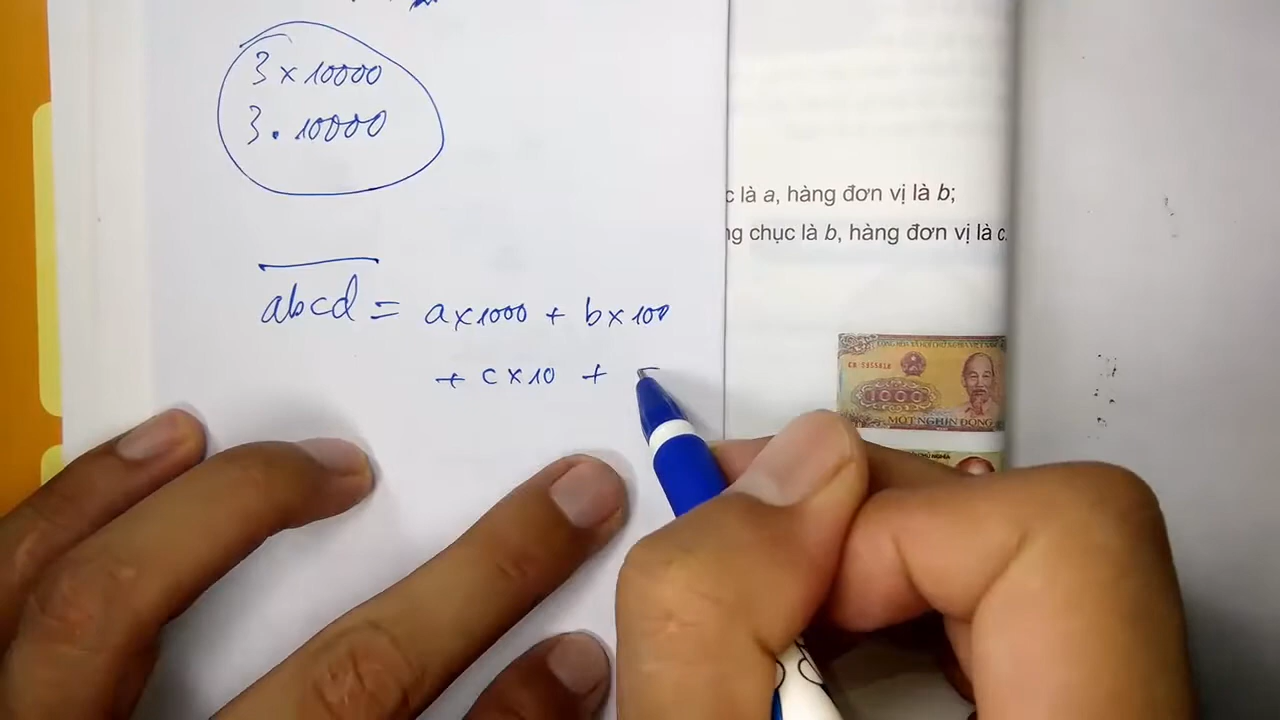 3 x 10000
3 . 10000
c là a, hàng đơn vị là b;
ng chục là b, hàng đơn vị là c.
abcd = a x 1000 + b x 100
+ c x 10 +
1000
MỘT NGHÌN ĐỒNG